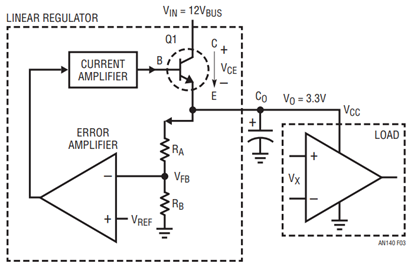 LINEAR REGULATOR
VIN = 12VBUS
Q1
CURRENT AMPLIFIER
B
C
+
VCE
−
E
CO
VO = 3.3V
VCC
+
LOAD
ERROR AMPLIFIER
RA
−
VFB
RB
+
VREF
+
VX
−
AN140 F03